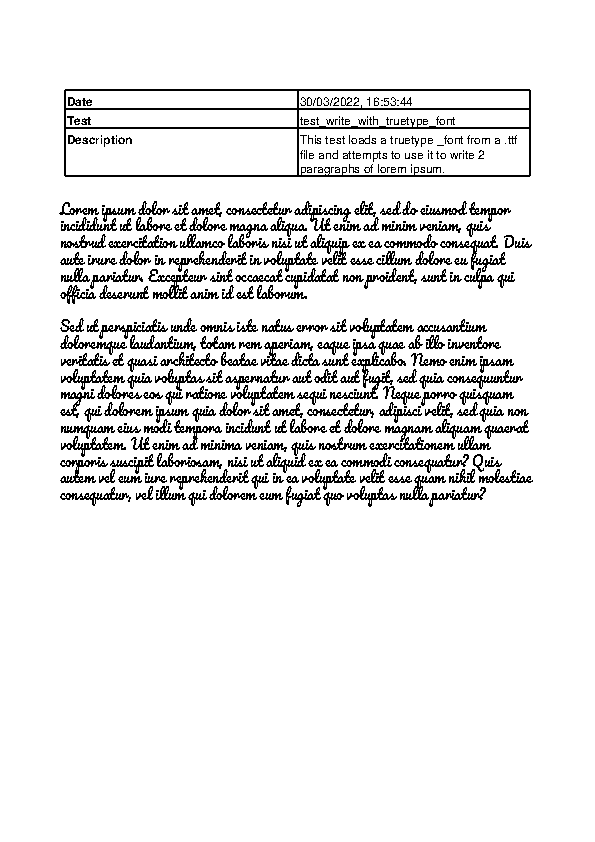 Date 30/03/2022, 16:53:44
Test test_write_with_truetype_font
Description This test loads a truetype _font from a .ttf
file and attempts to use it to write 2
paragraphs of lorem ipsum.
Lorem ipsum dolor sit amet, consectetur adipiscing elit, sed do eiusmod tempor
incididunt ut labore et dolore magna aliqua. Ut enim ad minim veniam, quis
nostrud exercitation ullamco laboris nisi ut aliquip ex ea commodo consequat. Duis
aute irure dolor in reprehenderit in voluptate velit esse cillum dolore eu fugiat
nulla pariatur. Excepteur sint occaecat cupidatat non proident, sunt in culpa qui
officia deserunt mollit anim id est laborum.
Sed ut perspiciatis unde omnis iste natus error sit voluptatem accusantium
doloremque laudantium, totam rem aperiam, eaque ipsa quae ab illo inventore
veritatis et quasi architecto beatae vitae dicta sunt explicabo. Nemo enim ipsam
voluptatem quia voluptas sit aspernatur aut odit aut fugit, sed quia consequuntur
magni dolores eos qui ratione voluptatem sequi nesciunt. Neque porro quisquam
est, qui dolorem ipsum quia dolor sit amet, consectetur, adipisci velit, sed quia non
numquam eius modi tempora incidunt ut labore et dolore magnam aliquam quaerat
voluptatem. Ut enim ad minima veniam, quis nostrum exercitationem ullam
corporis suscipit laboriosam, nisi ut aliquid ex ea commodi consequatur? Quis
autem vel eum iure reprehenderit qui in ea voluptate velit esse quam nihil molestiae
consequatur, vel illum qui dolorem eum fugiat quo voluptas nulla pariatur?